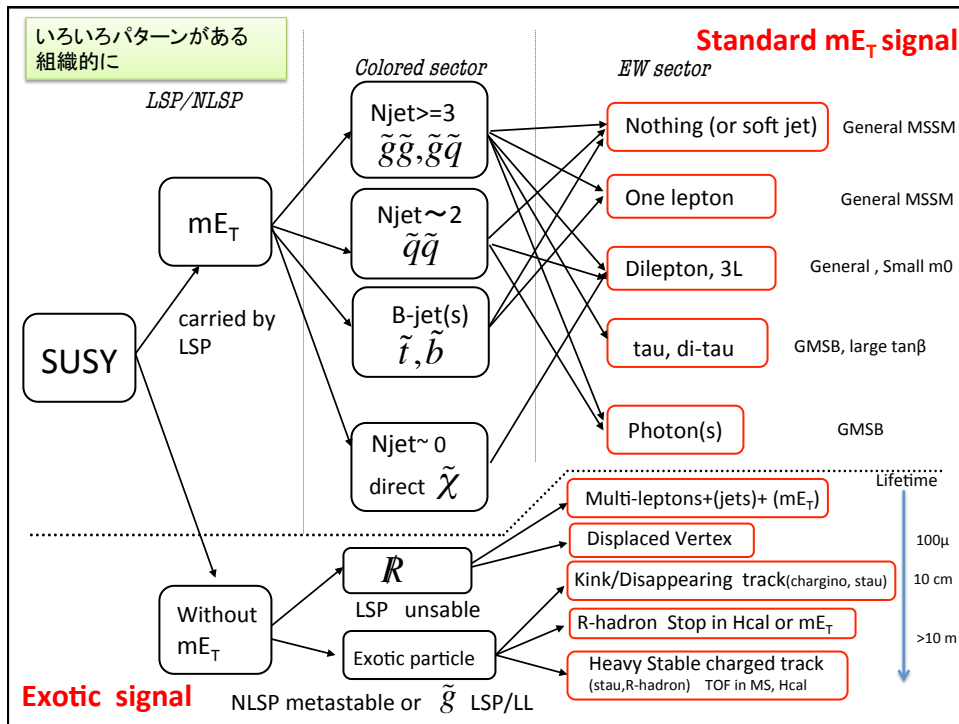 いろいろパターンがある
組織的に
Standard mE_T signal
LSP/NLSP
Colored sector
EW sector
SUSY
mE_T
carried by
LSP
Njet>=3
g̃g̃, g̃q̃
Njet～2
q̃q̃
B-jet(s)
t̃, b̃
Njet~ 0
direct χ̃
Nothing (or soft jet)
General MSSM
One lepton
General MSSM
Dilepton, 3L
General , Small m0
tau, di-tau
GMSB, large tanβ
Photon(s)
GMSB
Lifetime
100μ
10 cm
>10 m
Without
mE_T
R̸
LSP unsable
Exotic particle
NLSP metastable or g̃ LSP/LL
Multi-leptons+(jets)+ (mE_T)
Displaced Vertex
Kink/Disappearing track(chargino, stau)
R-hadron Stop in Hcal or mE_T
Heavy Stable charged track
(stau,R-hadron) TOF in MS, Hcal
Exotic signal